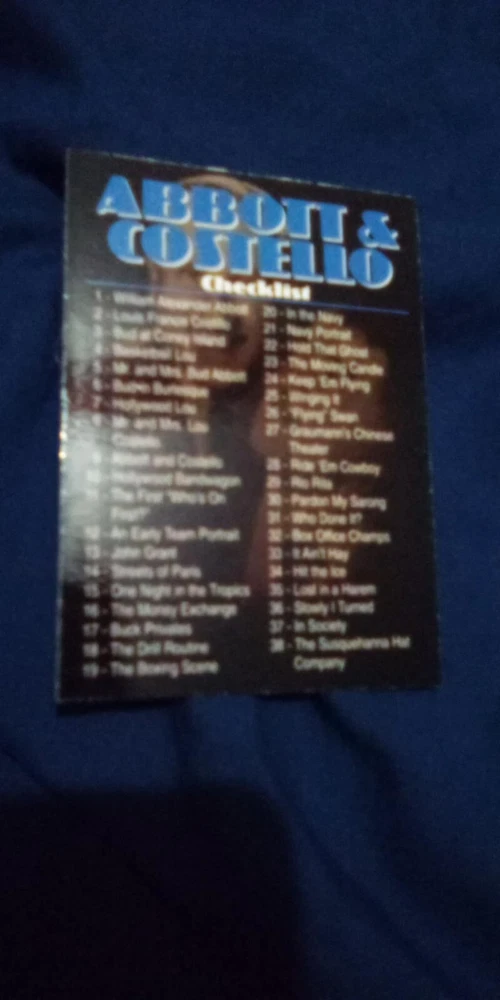 ABBOTT &
COSTELLO
Checklist
1 - William Alexander Abbott
2 - Louis Francis Costello
3 - Bud at Coney Island
4 - Basketball Lou
5 - Mr. and Mrs. Bud Abbott
6 - Burlesque
7 - Hollywood Lou
8 - Mr. and Mrs. Lou
Costello
9 - Abbott and Costello
10 - Hollywood Bandwagon
11 - The First "Who's On
First?"
12 - An Early Team Portrait
13 - John Grant
14 - Streets of Paris
15 - One Night in the Tropics
16 - The Money Exchange
17 - Buck Privates
18 - The Drill Routine
19 - The Boxing Scene
20 - In the Navy
21 - Navy Portrait
22 - Hold That Ghost
23 - The Moving Candle
24 - Keep 'Em Flying
25 - Winging It
26 - "Flying" Swan
27 - Graumann's Chinese
Theater
28 - Ride 'Em Cowboy
29 - Rio Rita
30 - Pardon My Sarong
31 - Who Done It?
32 - Box Office Champs
33 - It Ain't Hay
34 - Hit the Ice
35 - Lost in a Harem
36 - Slowly I Turned
37 - In Society
38 - The Susquehanna Hat
Company